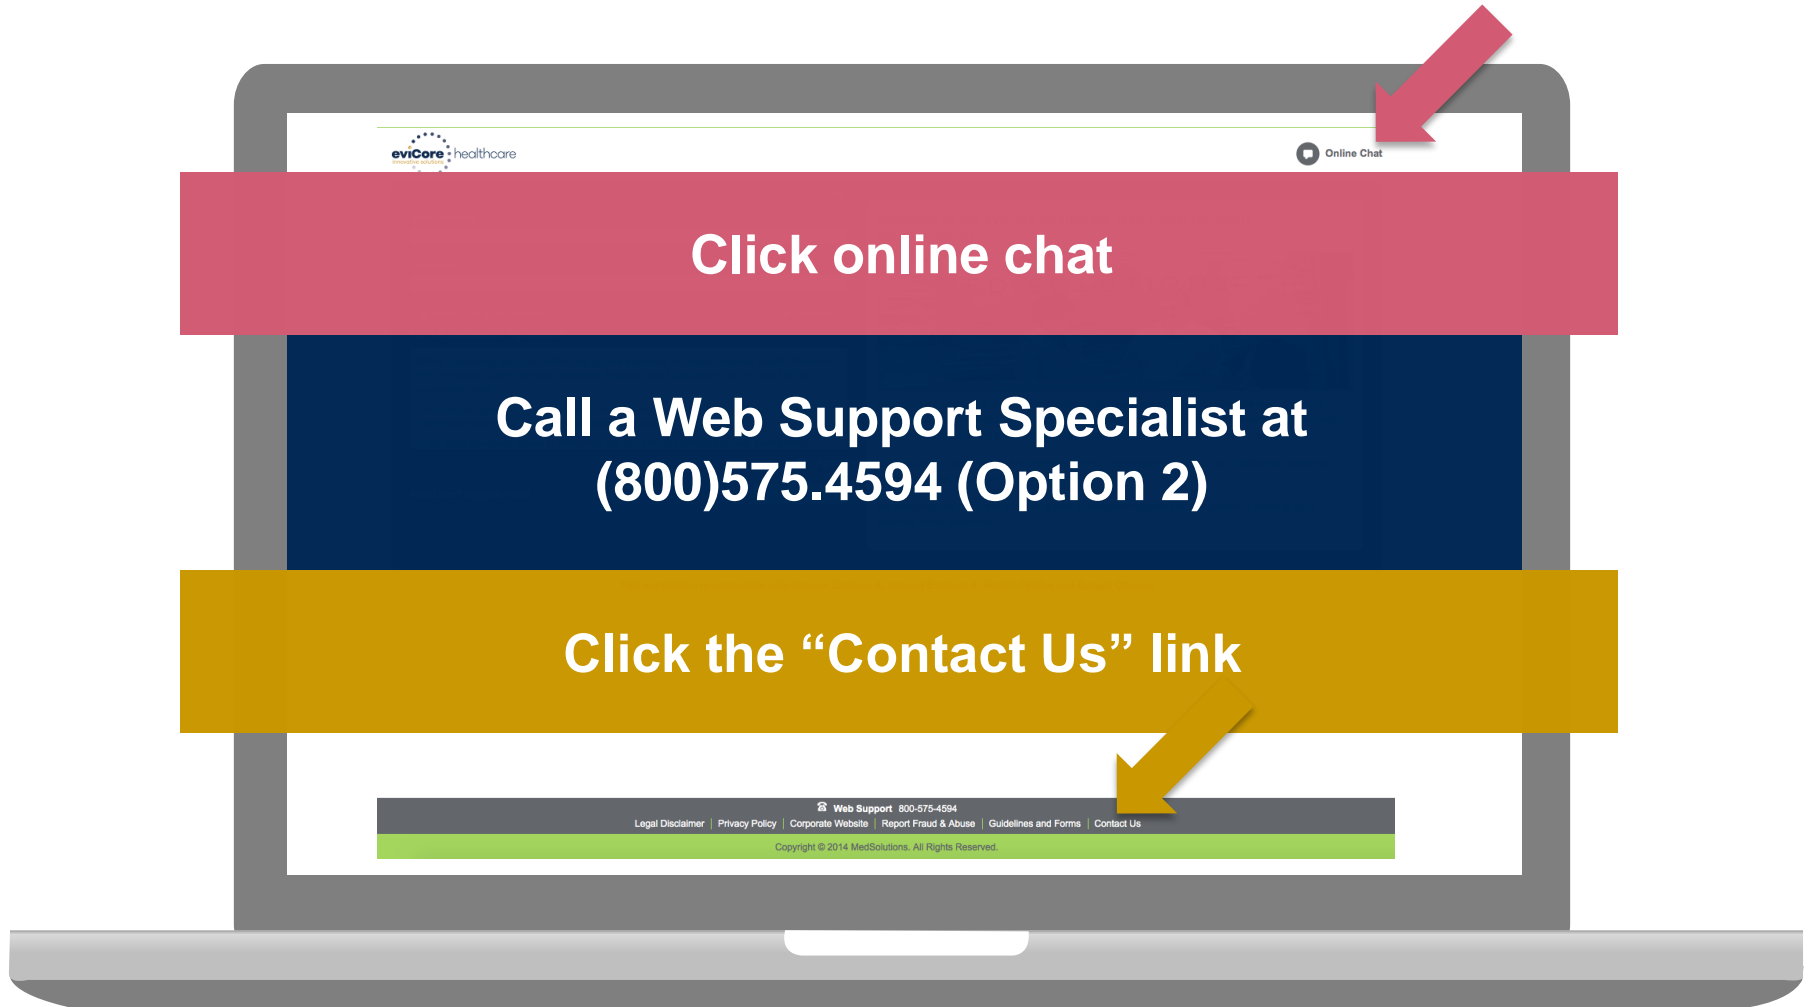 eviCore healthcare
innovative solutions
Online Chat
Click online chat
Call a Web Support Specialist at
(800)575.4594 (Option 2)
Click the “Contact Us” link
Web Support 800-575-4594
Legal Disclaimer | Privacy Policy | Corporate Website | Report Fraud & Abuse | Guidelines and Forms | Contact Us
Copyright © 2014 MedSolutions. All Rights Reserved.